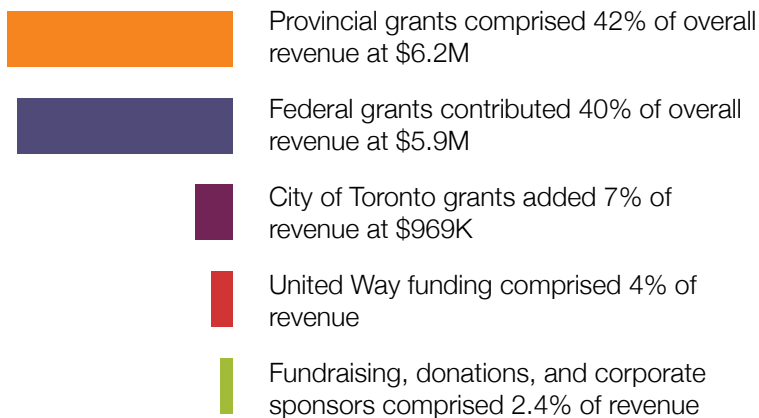 Provincial grants comprised 42% of overall
revenue at $6.2M
Federal grants contributed 40% of overall
revenue at $5.9M
City of Toronto grants added 7% of
revenue at $969K
United Way funding comprised 4% of
revenue
Fundraising, donations, and corporate
sponsors comprised 2.4% of revenue